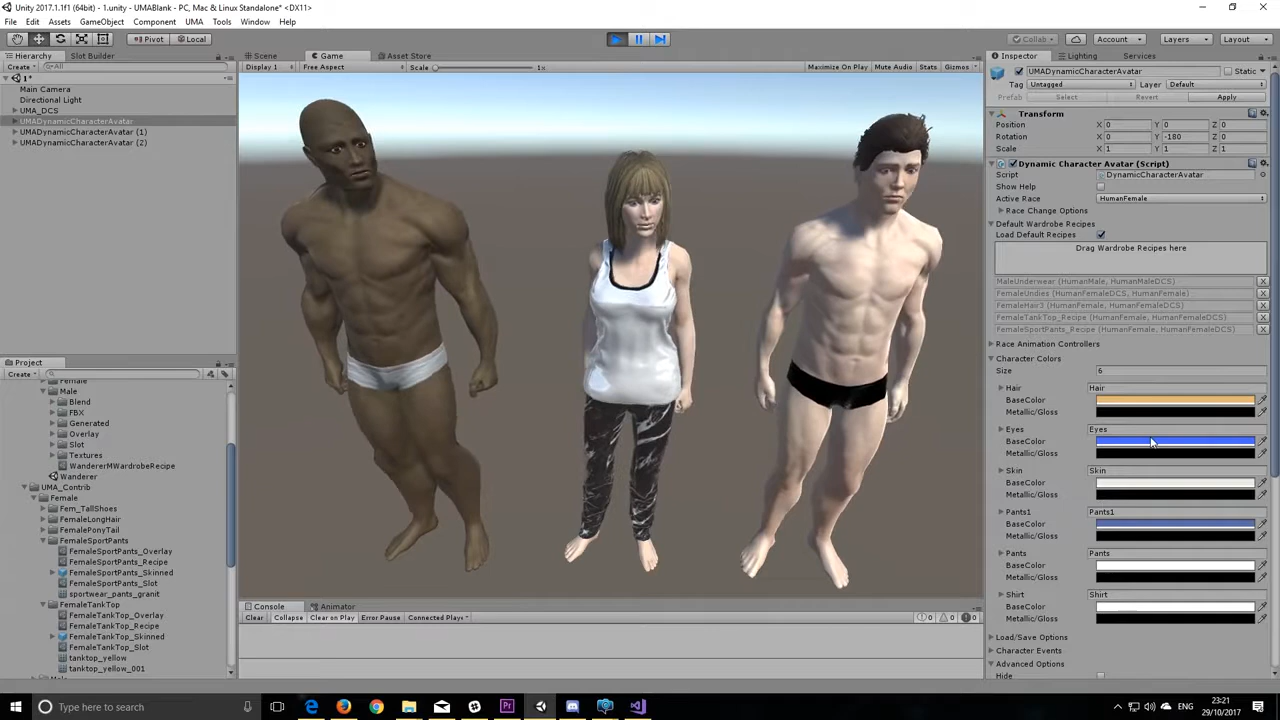 Unity 2017.1.1f1 (64bit) - 1.unity - UMABlank - PC, Mac & Linux Standalone* <DX11>
File Edit Assets GameObject Component UMA Tools Window Help
Pivot Local Collab Account Layers Layout
Hierarchy Slot Builder
Create All
1*
Main Camera
Directional Light
UMA_DCS
UMADynamicCharacterAvatar
UMADynamicCharacterAvatar (1)
UMADynamicCharacterAvatar (2)
Project
Create
Female
Male
Blend
FBX
Generated
Overlay
Slot
Textures
WandererMWardrobeRecipe
Wanderer
UMA_Contrib
Female
Fem_TallShoes
FemaleLongHair
FemalePonyTail
FemaleSportPants
FemaleSportPants_Overlay
FemaleSportPants_Recipe
FemaleSportPants_Skinned
FemaleSportPants_Slot
sportwear_pants_granit
FemaleTankTop
FemaleTankTop_Overlay
FemaleTankTop_Recipe
FemaleTankTop_Skinned
FemaleTankTop_Slot
tanktop_yellow
tanktop_yellow_001
Scene Game Asset Store
Display 1 Free Aspect Scale 1x Maximize On Play Mute Audio Stats Gizmos
Console Animator
Clear Collapse Clear on Play Error Pause Connected Player 0 0 0
Inspector Lighting Services
UMADynamicCharacterAvatar Static
Tag Untagged Layer Default
Prefab Select Revert Apply
Transform
Position X 0 Y 0 Z 0
Rotation X 0 Y -180 Z 0
Scale X 1 Y 1 Z 1
Dynamic Character Avatar (Script)
Script DynamicCharacterAvatar
Show Help
Active Race HumanFemale
Race Change Options
Default Wardrobe Recipes
Load Default Recipes
Drag Wardrobe Recipes here
MaleUnderwear (HumanMale, HumanMaleDCS) X
FemaleUndies (HumanFemaleDCS, HumanFemale) X
FemaleHair3 (HumanFemale, HumanFemaleDCS) X
FemaleTankTop_Recipe (HumanFemale, HumanFemaleDCS) X
FemaleSportPants_Recipe (HumanFemale, HumanFemaleDCS) X
Race Animation Controllers
Character Colors
Size 6
Hair Hair
BaseColor
Metallic/Gloss
Eyes Eyes
BaseColor
Metallic/Gloss
Skin Skin
BaseColor
Metallic/Gloss
Pants1 Pants1
BaseColor
Metallic/Gloss
Pants Pants
BaseColor
Metallic/Gloss
Shirt Shirt
BaseColor
Metallic/Gloss
Load/Save Options
Character Events
Advanced Options
Hide
Type here to search
ENG 23:21
29/10/2017